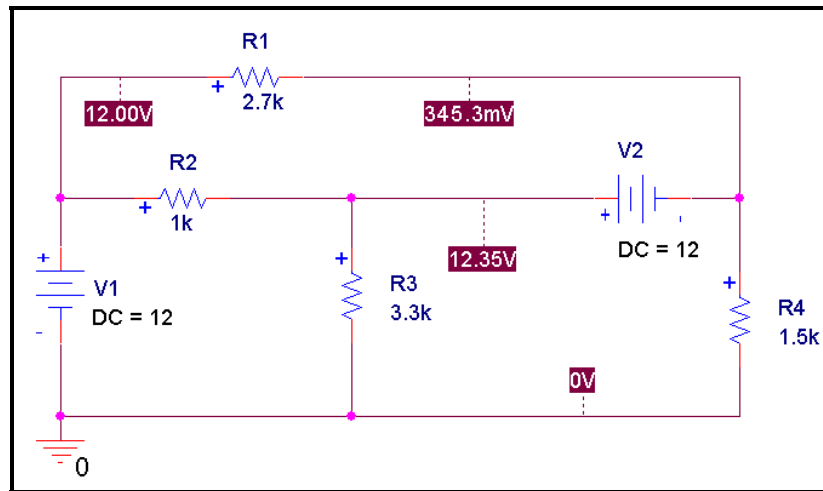 R1
2.7k
12.00V
345.3mV
R2
1k
V2
DC = 12
12.35V
V1
DC = 12
R3
3.3k
R4
1.5k
0V
0